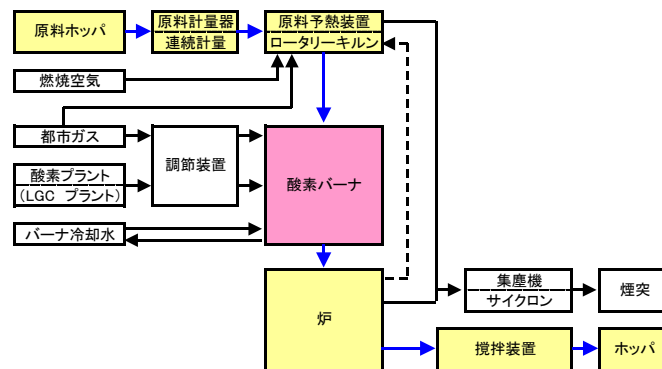 原料ホッパ
原料計量器
連続計量
原料予熱装置
ロータリーキルン
燃焼空気
都市ガス
調節装置
酸素プラント
(LGC プラント)
酸素バーナ
バーナ冷却水
炉
集塵機
サイクロン
煙突
撹拌装置
ホッパ